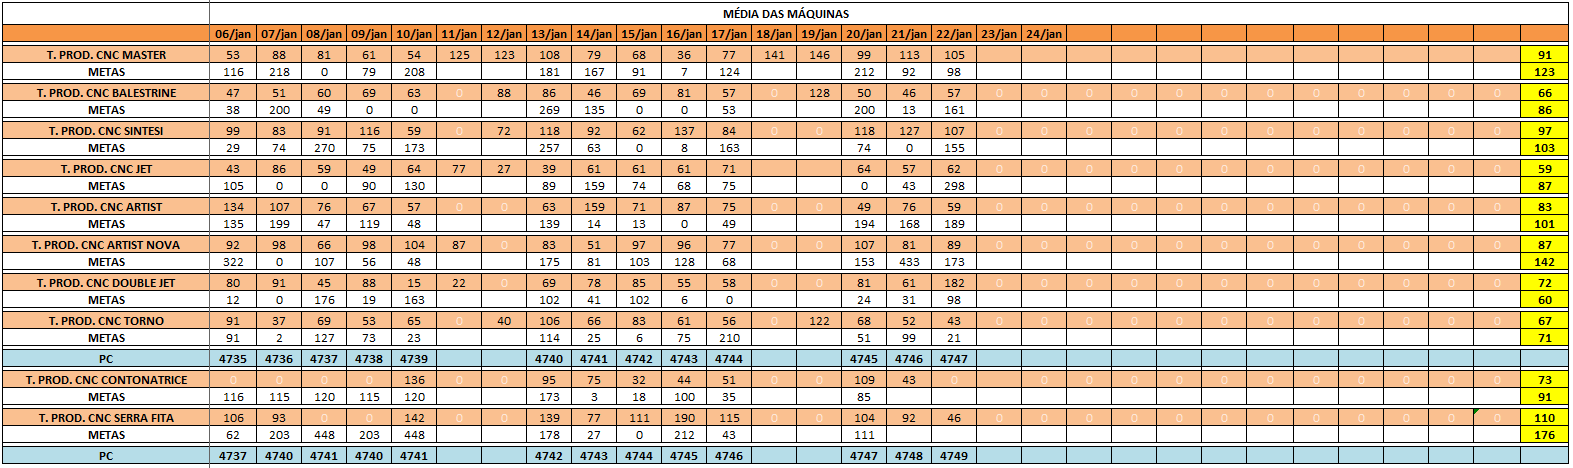 MÉDIA DAS MÁQUINAS
06/jan 07/jan 08/jan 09/jan 10/jan 11/jan 12/jan 13/jan 14/jan 15/jan 16/jan 17/jan 18/jan 19/jan 20/jan 21/jan 22/jan 23/jan 24/jan
T. PROD. CNC MASTER 53 88 81 61 54 125 123 108 79 68 36 77 141 146 99 113 105 91
METAS 116 218 0 79 208 181 167 91 7 124 212 92 98 123
T. PROD. CNC BALESTRINE 47 51 60 69 63 0 88 86 46 69 81 57 0 128 50 46 57 0 0 0 0 0 0 0 0 0 0 0 66
METAS 38 200 49 0 0 269 135 0 0 53 200 13 161 86
T. PROD. CNC SINTESI 99 83 91 116 59 0 72 118 92 62 137 84 0 0 118 127 107 0 0 0 0 0 0 0 0 0 0 0 97
METAS 29 74 270 75 173 257 63 0 8 163 74 0 155 103
T. PROD. CNC JET 43 86 59 49 64 77 27 39 61 61 61 71 0 0 64 57 62 0 0 0 0 0 0 0 0 0 0 0 59
METAS 105 0 0 90 130 89 159 74 68 75 0 43 298 87
T. PROD. CNC ARTIST 134 107 76 67 57 0 0 63 159 71 87 75 0 0 49 76 59 0 0 0 0 0 0 0 0 0 0 0 83
METAS 135 199 47 119 48 139 14 13 0 49 194 168 189 101
T. PROD. CNC ARTIST NOVA 92 98 66 98 104 87 0 83 51 97 96 77 0 0 107 81 89 0 0 0 0 0 0 0 0 0 0 0 87
METAS 322 0 107 56 48 175 81 103 128 68 153 433 173 142
T. PROD. CNC DOUBLE JET 80 91 45 88 15 22 0 69 78 85 55 58 0 0 81 61 182 0 0 0 0 0 0 0 0 0 0 0 72
METAS 12 0 176 19 163 102 41 102 6 0 24 31 98 60
T. PROD. CNC TORNO 91 37 69 53 65 0 40 106 66 83 61 56 0 122 68 52 43 0 0 0 0 0 0 0 0 0 0 0 67
METAS 91 2 127 73 23 114 25 6 75 210 51 99 21 71
PC 4735 4736 4737 4738 4739 4740 4741 4742 4743 4744 4745 4746 4747
T. PROD. CNC CONTONATRICE 0 0 0 0 136 0 95 75 32 44 51 0 109 43 0 0 0 0 0 0 0 0 0 0 0 73
METAS 116 115 120 115 120 173 3 18 100 35 85 91
T. PROD. CNC SERRA FITA 106 93 0 0 142 0 139 77 111 190 115 0 0 104 92 46 0 0 0 0 0 0 0 0 0 0 0 110
METAS 62 203 448 203 448 178 27 0 212 43 111 176
PC 4737 4740 4741 4740 4741 4742 4743 4744 4745 4746 4747 4748 4749